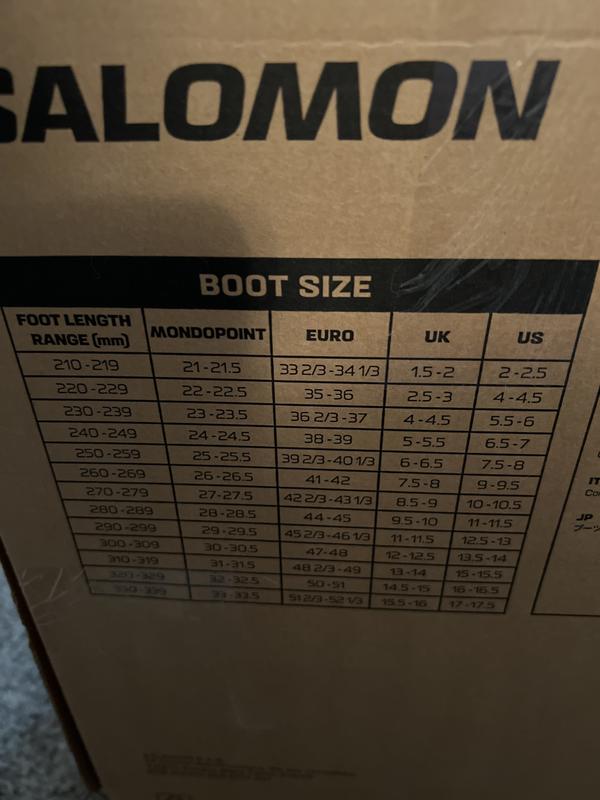 SALOMON
BOOT SIZE
FOOT LENGTH RANGE (mm) MONDOPOINT EURO UK US
210-219 21-21.5 33 2/3-34 1/3 1.5-2 2-2.5
220-229 22-22.5 35-36 2.5-3 4-4.5
230-239 23-23.5 36 2/3-37 4-4.5 5.5-6
240-249 24-24.5 38-39 5-5.5 6.5-7
250-259 25-25.5 39 2/3-40 1/3 6-6.5 7.5-8
260-269 26-26.5 41-42 7.5-8 9-9.5
270-279 27-27.5 42 2/3-43 1/3 8.5-9 10-10.5
280-289 28-28.5 44-45 9.5-10 11-11.5
290-299 29-29.5 45 2/3-46 1/3 11-11.5 12.5-13
300-309 30-30.5 47-48 12-12.5 13.5-14
310-319 31-31.5 48 2/3-49 13-14 15-15.5
320-329 32-32.5 50-51 14.5-15 16-16.5
330-339 33-33.5 51 2/3-52 1/3 15.5-16 17-17.5
IT
JP